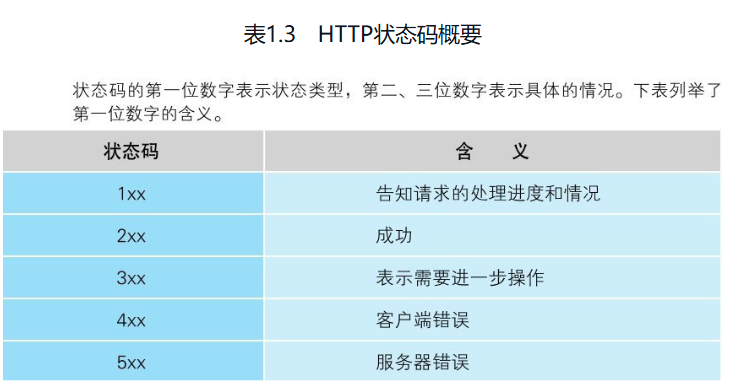 表1.3 HTTP状态码概要
状态码的第一位数字表示状态类型，第二、三位数字表示具体的情况。下表列举了
第一位数字的含义。
状态码 含 义
1xx 告知请求的处理进度和情况
2xx 成功
3xx 表示需要进一步操作
4xx 客户端错误
5xx 服务器错误